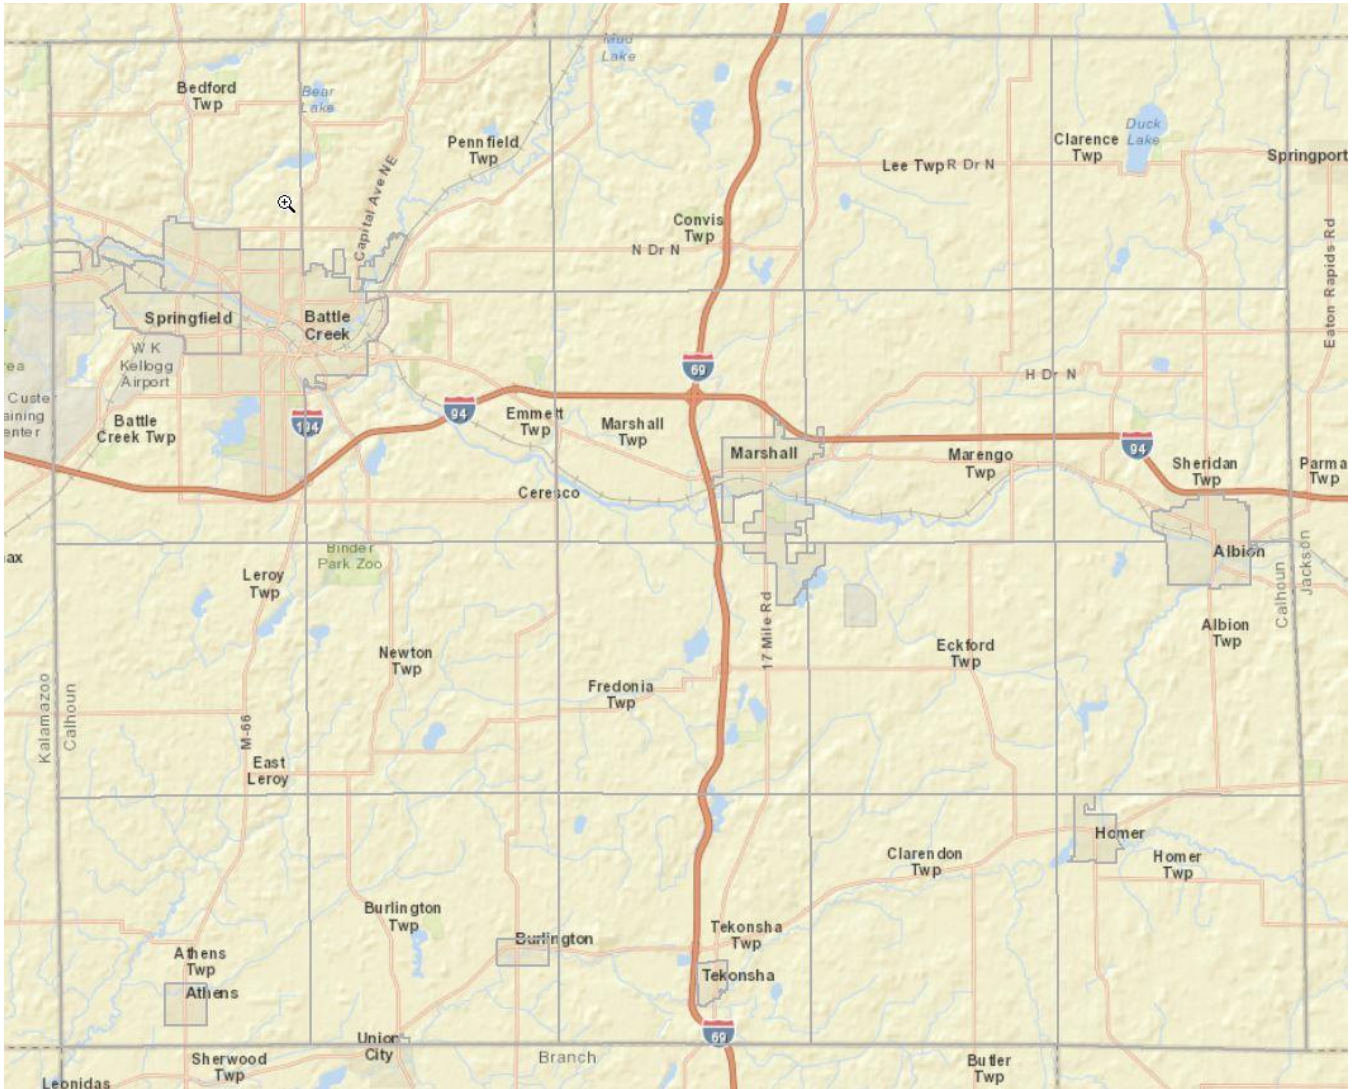 Mud
Lake
Bedford
Twp
Bear
Lake
Pennfield
Twp
Duck
Lake
Clarence
Twp
Lee Twp
R Dr N
Springport
Capital Ave NE
Convis
Twp
N Dr N
Eaton Rapids Rd
Springfield
Battle
Creek
W K
Kellogg
Airport
rea
Custe
aining
enter
69
H Dr N
Battle
Creek Twp
194
94
Emmett
Twp
Marshall
Twp
Marshall
94
Marengo
Twp
Sheridan
Twp
Parma
Twp
Ceresco
ax
Binder
Park Zoo
Albion
Calhoun
Jackson
Leroy
Twp
17 Mile Rd
Albion
Twp
Newton
Twp
Eckford
Twp
Fredonia
Twp
Kalamazoo
Calhoun
M-66
East
Leroy
Homer
Clarendon
Twp
Homer
Twp
Burlington
Twp
Burlington
Tekonsha
Twp
Athens
Twp
Tekonsha
Athens
69
Union
City
Branch
Sherwood
Twp
Butler
Twp
Leonidas